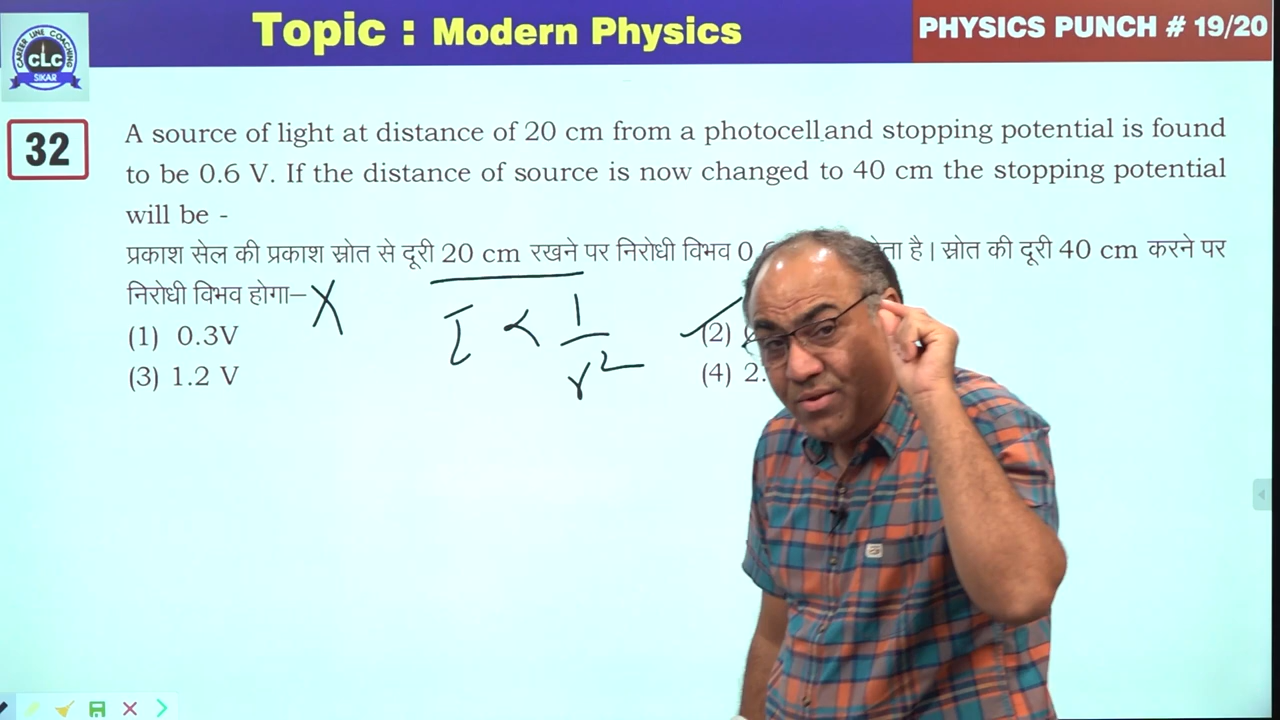 CAREER LINE COACHING
CLC
SIKAR
Topic : Modern Physics
PHYSICS PUNCH # 19/20
32
A source of light at distance of 20 cm from a photocell and stopping potential is found
to be 0.6 V. If the distance of source is now changed to 40 cm the stopping potential
will be -
प्रकाश सेल की प्रकाश स्रोत से दूरी 20 cm रखने पर निरोधी विभव 0. ता है। स्रोत की दूरी 40 cm करने पर
निरोधी विभव होगा–
I ∝ 1/r²
(1) 0.3V
(2)
(3) 1.2 V
(4) 2.